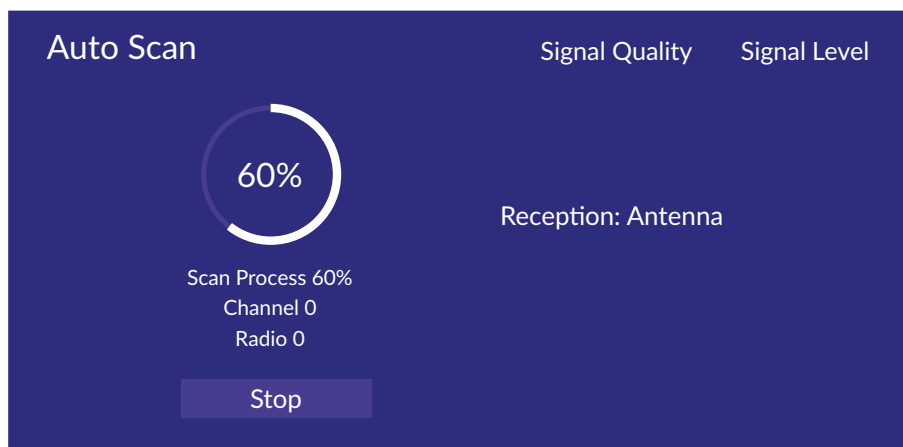 Auto Scan
Signal Quality Signal Level
60%
Reception: Antenna
Scan Process 60%
Channel 0
Radio 0
Stop